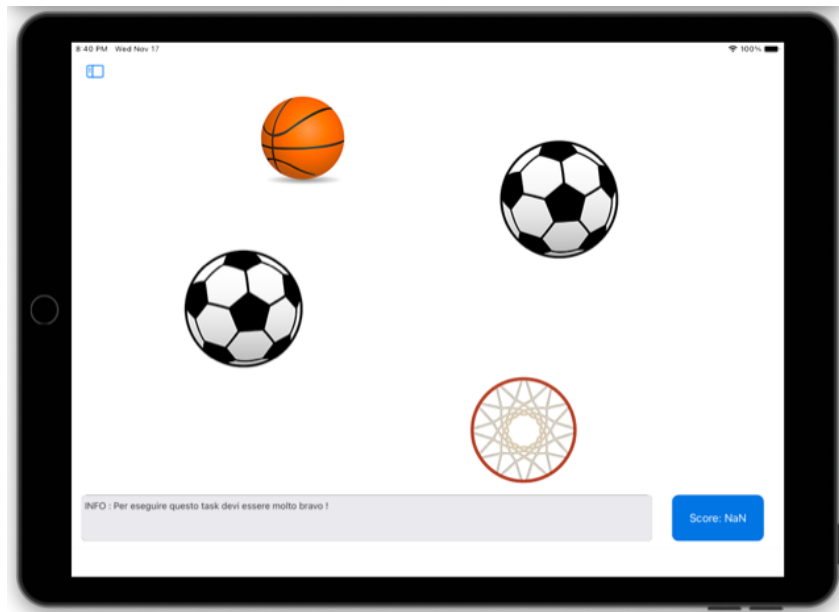 8:40 PM Wed Nov 17
100%
INFO : Per eseguire questo task devi essere molto bravo !
Score: NaN